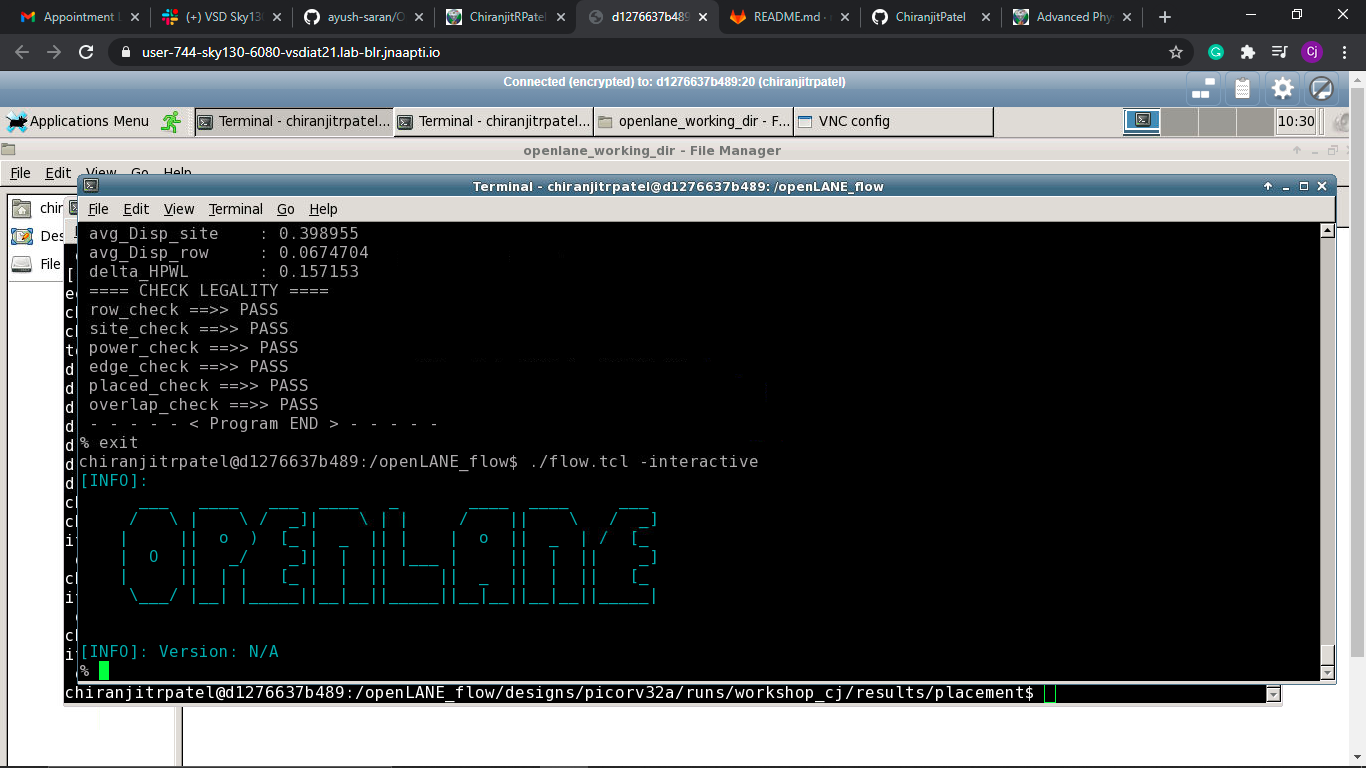 Appointment L
(+) VSD Sky13
ayush-saran/O
ChiranjitRPatel
d1276637b489
README.md ·
ChiranjitPatel
Advanced Phy
user-744-sky130-6080-vsdiat21.lab-blr.jnaapti.io
Cj
Connected (encrypted) to: d1276637b489:20 (chiranjitrpatel)
Applications Menu
Terminal - chiranjitrpatel...
Terminal - chiranjitrpatel...
openlane_working_dir - F...
VNC config
10:30
openlane_working_dir - File Manager
File Edit View Go Help
Terminal - chiranjitrpatel@d1276637b489: /openLANE_flow
chir
Des
File
File Edit View Terminal Go Help
avg_Disp_site : 0.398955
avg_Disp_row : 0.0674704
delta_HPWL : 0.157153
==== CHECK LEGALITY ====
row_check ==>> PASS
site_check ==>> PASS
power_check ==>> PASS
edge_check ==>> PASS
placed_check ==>> PASS
overlap_check ==>> PASS
- - - - - < Program END > - - - - -
% exit
chiranjitrpatel@d1276637b489:/openLANE_flow$ ./flow.tcl -interactive
[INFO]:
OPENLANE
[INFO]: Version: N/A
%
chiranjitrpatel@d1276637b489:/openLANE_flow/designs/picorv32a/runs/workshop_cj/results/placement$